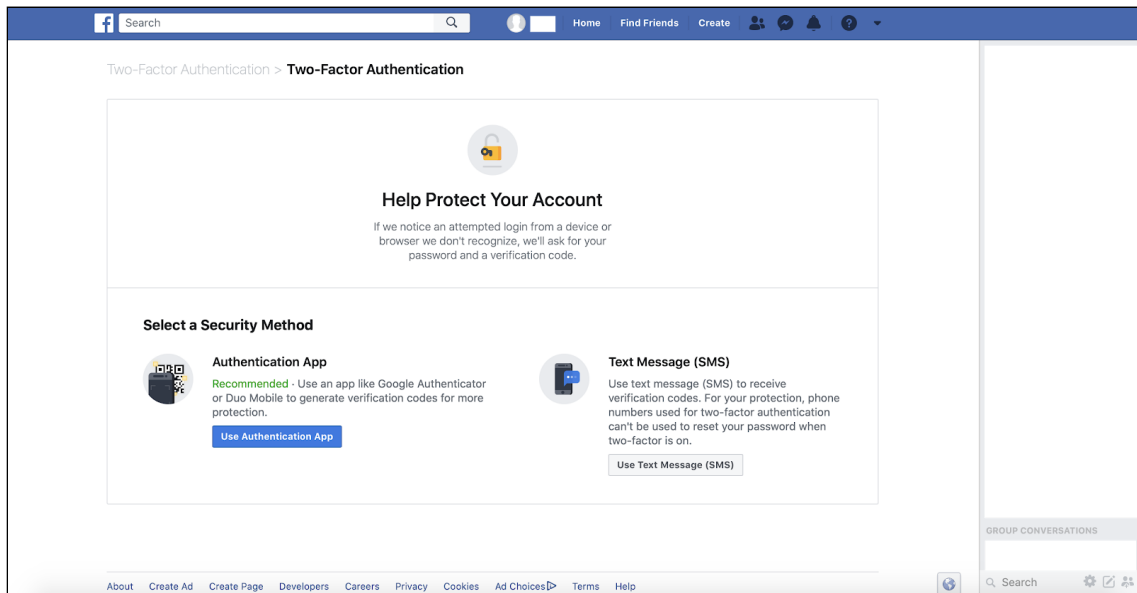 Search
Home Find Friends Create
Two-Factor Authentication > Two-Factor Authentication
Help Protect Your Account
If we notice an attempted login from a device or
browser we don't recognize, we'll ask for your
password and a verification code.
Select a Security Method
Authentication App
Recommended · Use an app like Google Authenticator
or Duo Mobile to generate verification codes for more
protection.
Use Authentication App
Text Message (SMS)
Use text message (SMS) to receive
verification codes. For your protection, phone
numbers used for two-factor authentication
can't be used to reset your password when
two-factor is on.
Use Text Message (SMS)
GROUP CONVERSATIONS
About Create Ad Create Page Developers Careers Privacy Cookies Ad Choices Terms Help
Search